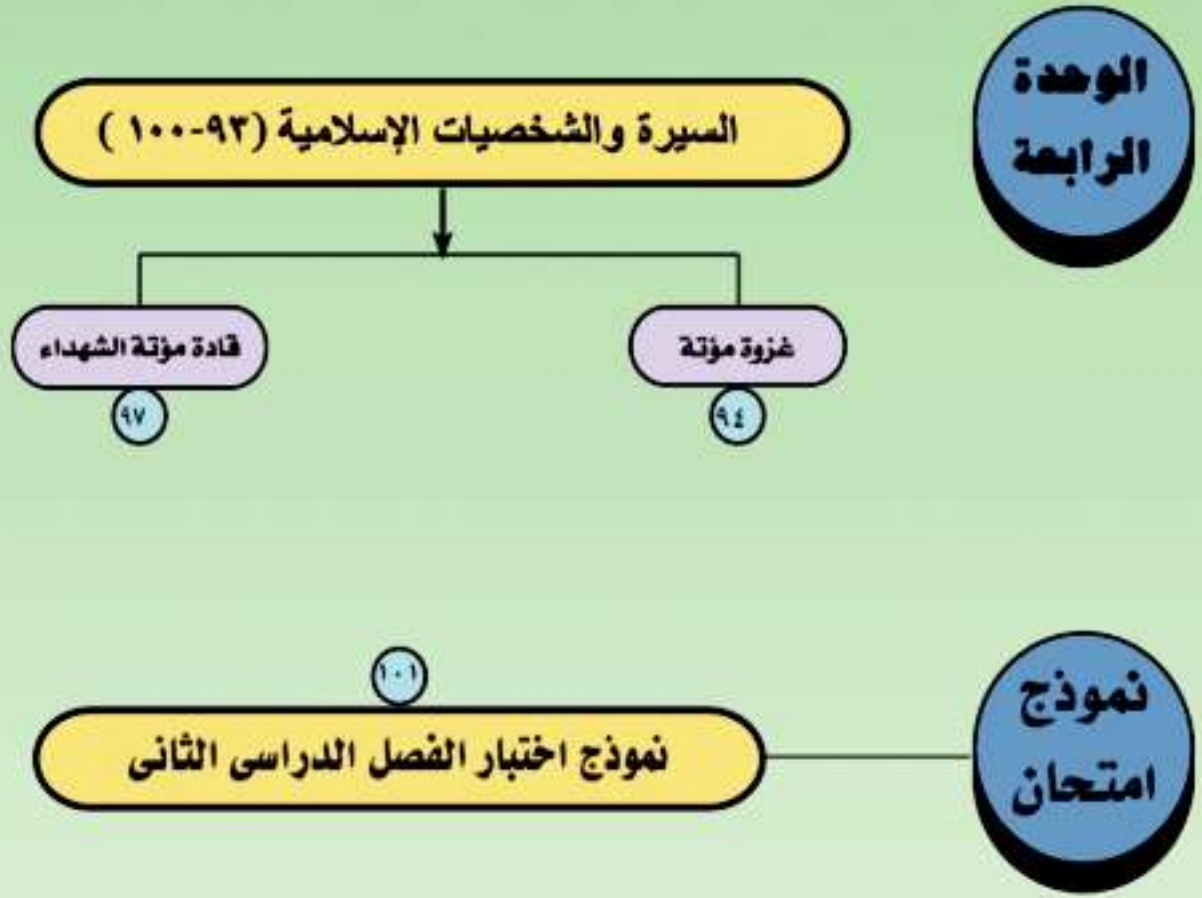 الوحدة
الرابعة
السيرة والشخصيات الإسلامية (٩٣-١٠٠ )
غزوة مؤتة
٩٤
قادة مؤتة الشهداء
٩٧
نموذج
امتحان
١٠١
نموذج اختبار الفصل الدراسى الثانى